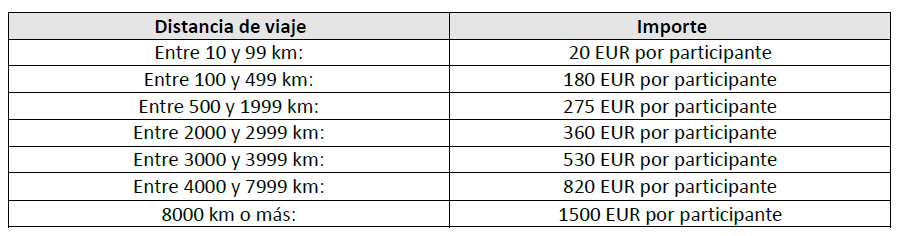 Distancia de viaje Importe
Entre 10 y 99 km: 20 EUR por participante
Entre 100 y 499 km: 180 EUR por participante
Entre 500 y 1999 km: 275 EUR por participante
Entre 2000 y 2999 km: 360 EUR por participante
Entre 3000 y 3999 km: 530 EUR por participante
Entre 4000 y 7999 km: 820 EUR por participante
8000 km o más: 1500 EUR por participante